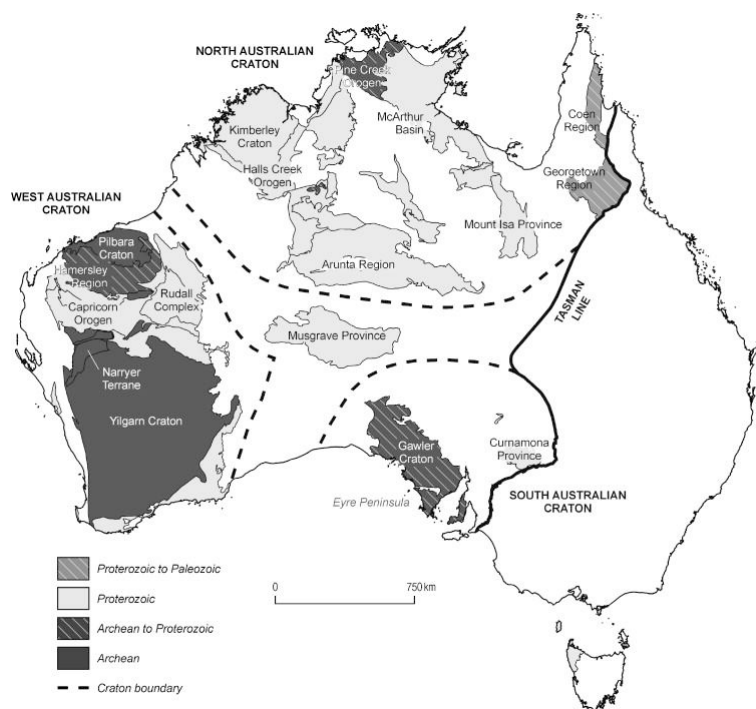 NORTH AUSTRALIAN
CRATON
Pine Creek
Orogen
McArthur
Basin
Coen
Region
Kimberley
Craton
Halls Creek
Orogen
Georgetown
Region
WEST AUSTRALIAN
CRATON
Mount Isa Province
Pilbara
Craton
Hamersley
Region
Arunta Region
Rudall
Complex
Capricorn
Orogen
TASMAN
LINE
Musgrave Province
Narryer
Terrane
Yilgarn Craton
Gawler
Craton
Curnamona
Province
Eyre Peninsula
SOUTH AUSTRALIAN
CRATON
Proterozoic to Paleozoic
Proterozoic
Archean to Proterozoic
Archean
Craton boundary
0
750 km